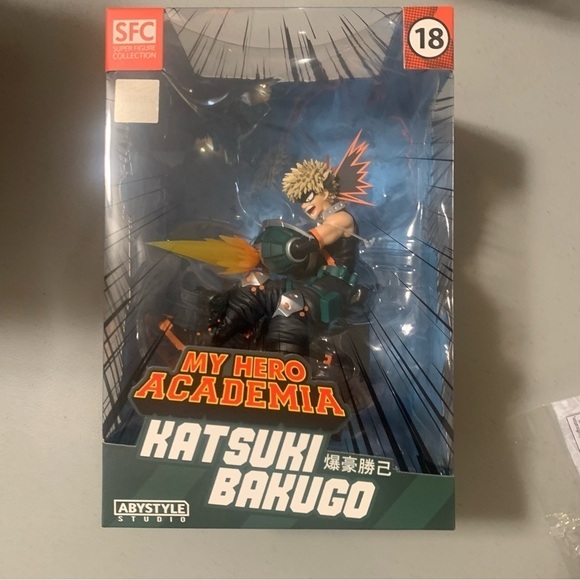 SFC
SUPER FIGURE
COLLECTION
18
MY HERO
ACADEMIA
KATSUKI
爆豪勝己
BAKUGO
ABYSTYLE
STUDIO